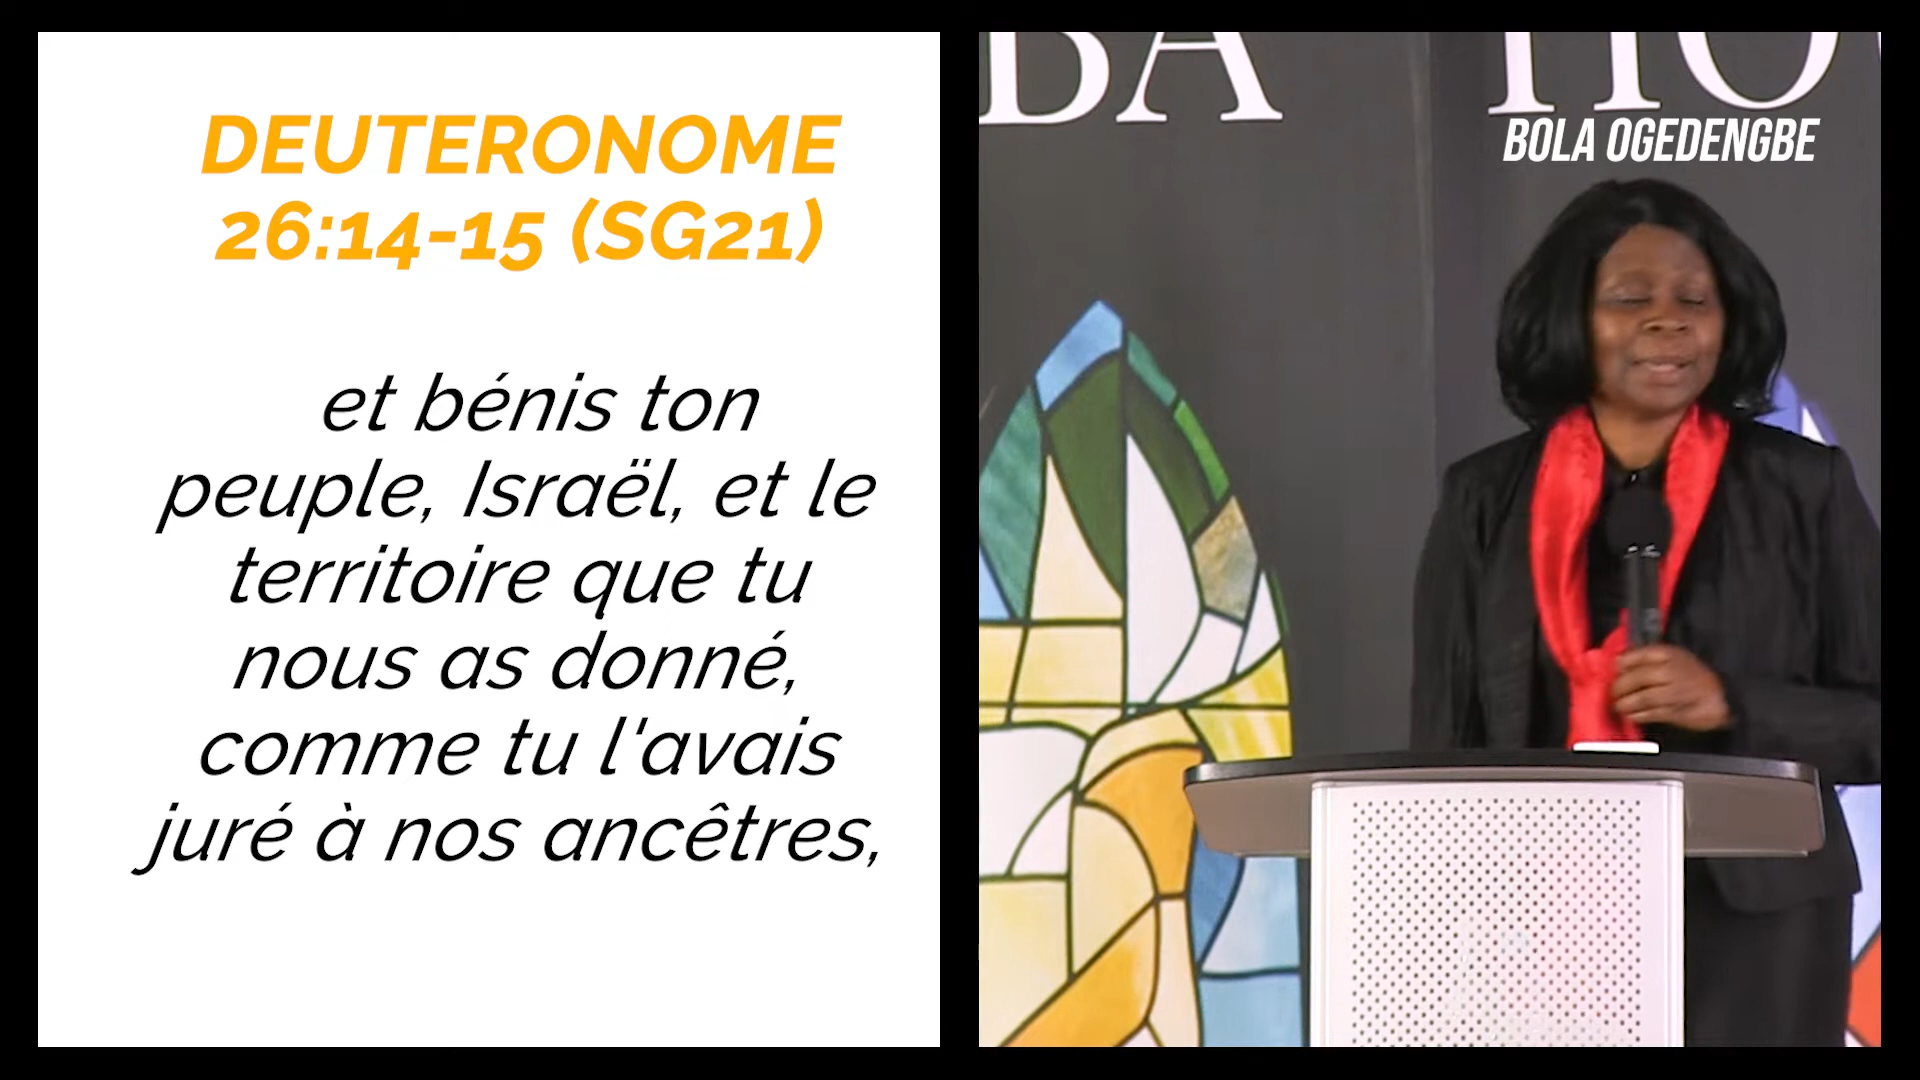 DEUTERONOME
26:14-15 (SG21)
et bénis ton
peuple, Israël, et le
territoire que tu
nous as donné,
comme tu l'avais
juré à nos ancêtres,
BA
BOLA OGEDENGBE